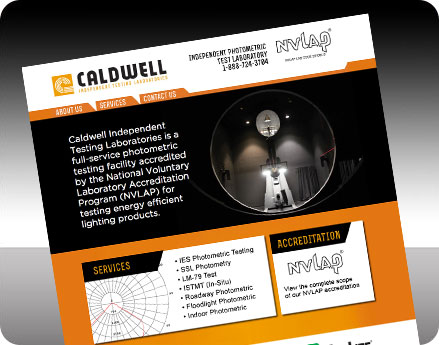 CALDWELL
INDEPENDENT TESTING LABORATORIES
INDEPENDENT PHOTOMETRIC
TEST LABORATORY
1-888-724-3704
NVLAP
ABOUT US
SERVICES
CONTACT US
Caldwell Independent
Testing Laboratories is a
full-service photometric
testing facility accredited
by the National Voluntary
Laboratory Accreditation
Program (NVLAP) for
testing energy efficient
lighting products.
SERVICES
• IES Photometric Testing
• SSL Photometry
• LM-79 Test
• ISTMT (In-Situ)
• Roadway Photometric
• Floodlight Photometric
• Indoor Photometric
ACCREDITATION
NVLAP
View the complete scope
of our NVLAP accreditation